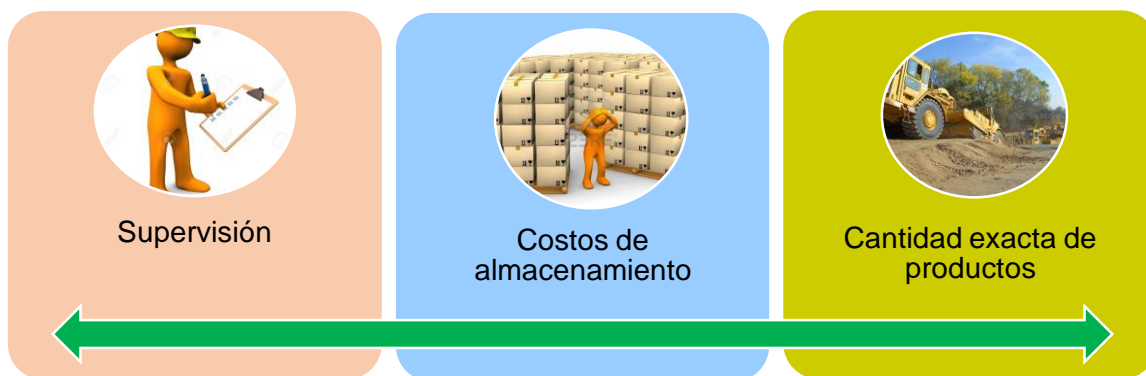 Supervisión
Costos de
almacenamiento
Cantidad exacta de
productos